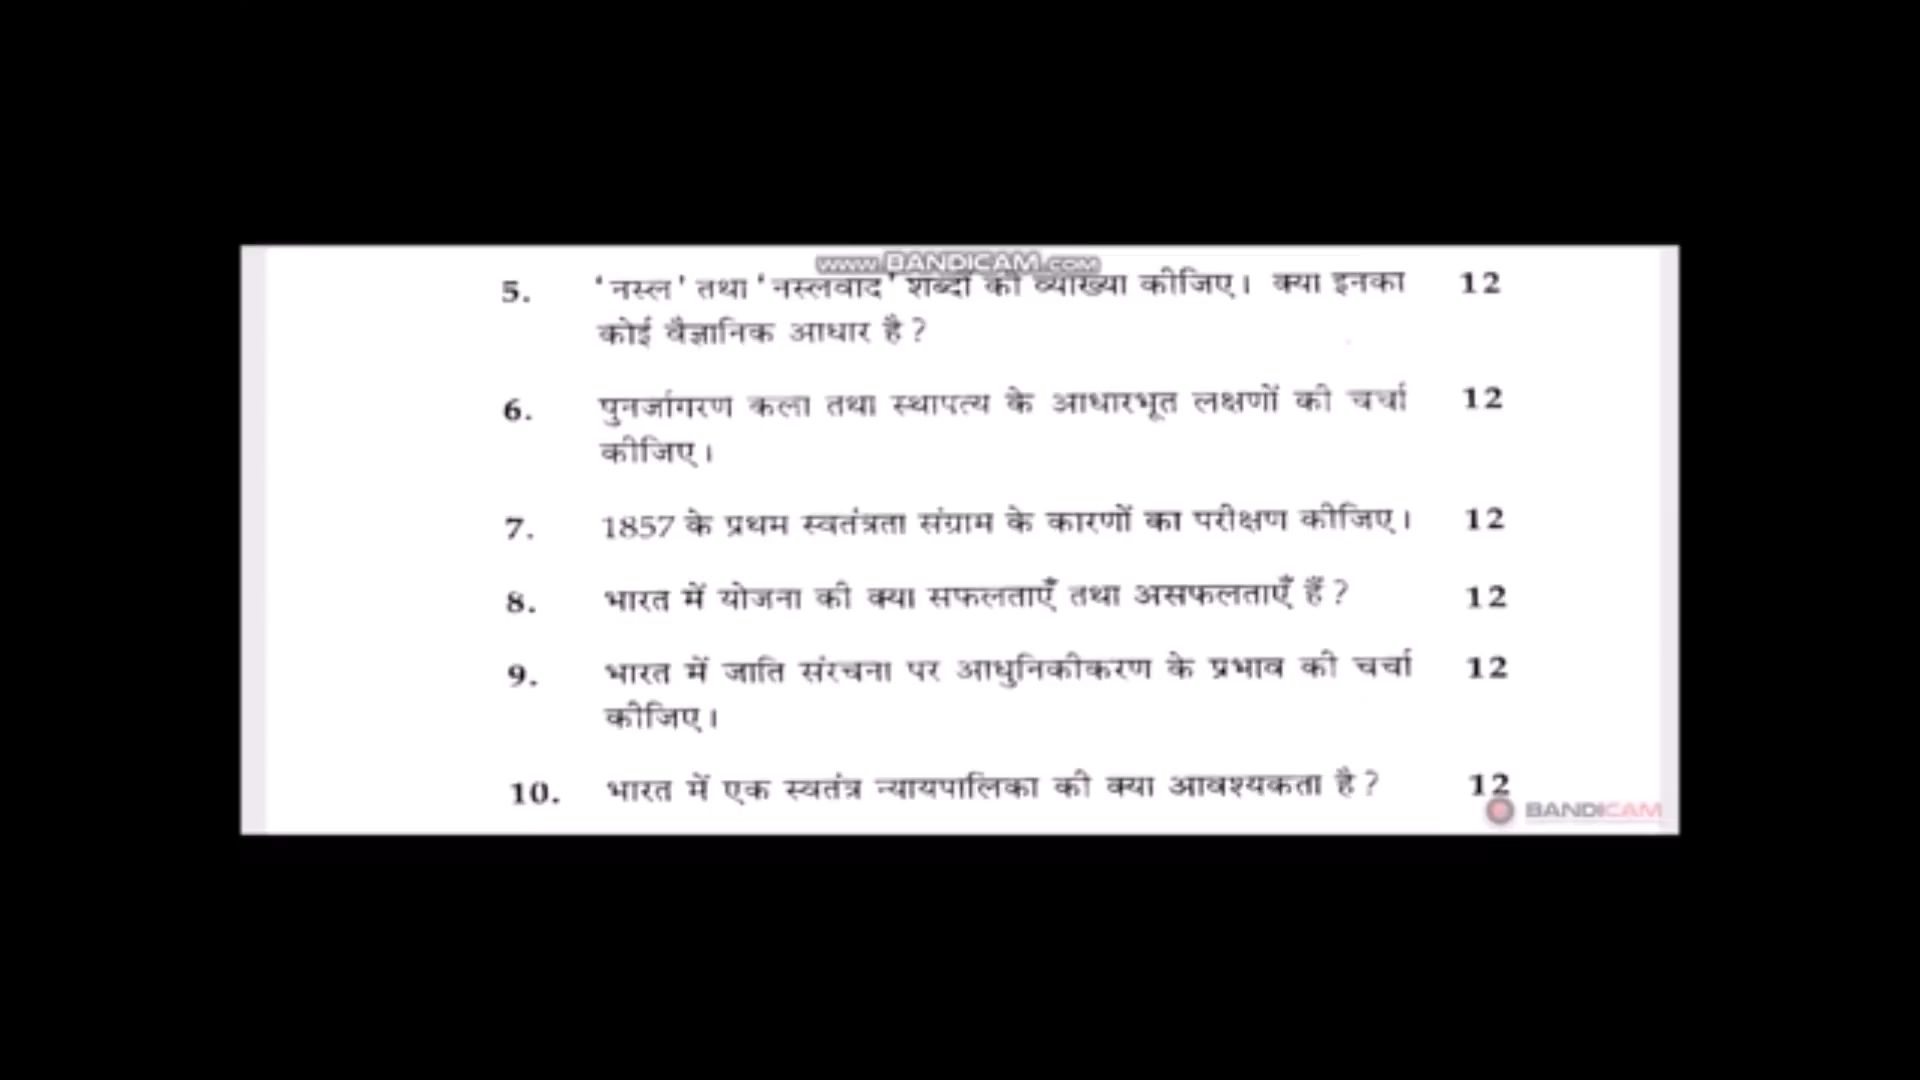 www.BANDICAM.com
5. ‘नस्ल’ तथा ‘नस्लवाद’ शब्दों की व्याख्या कीजिए। क्या इनका 12
कोई वैज्ञानिक आधार है?
6. पुनर्जागरण कला तथा स्थापत्य के आधारभूत लक्षणों की चर्चा 12
कीजिए।
7. 1857 के प्रथम स्वतंत्रता संग्राम के कारणों का परीक्षण कीजिए। 12
8. भारत में योजना की क्या सफलताएँ तथा असफलताएँ हैं? 12
9. भारत में जाति संरचना पर आधुनिकीकरण के प्रभाव की चर्चा 12
कीजिए।
10. भारत में एक स्वतंत्र न्यायपालिका की क्या आवश्यकता है? 12
BANDICAM